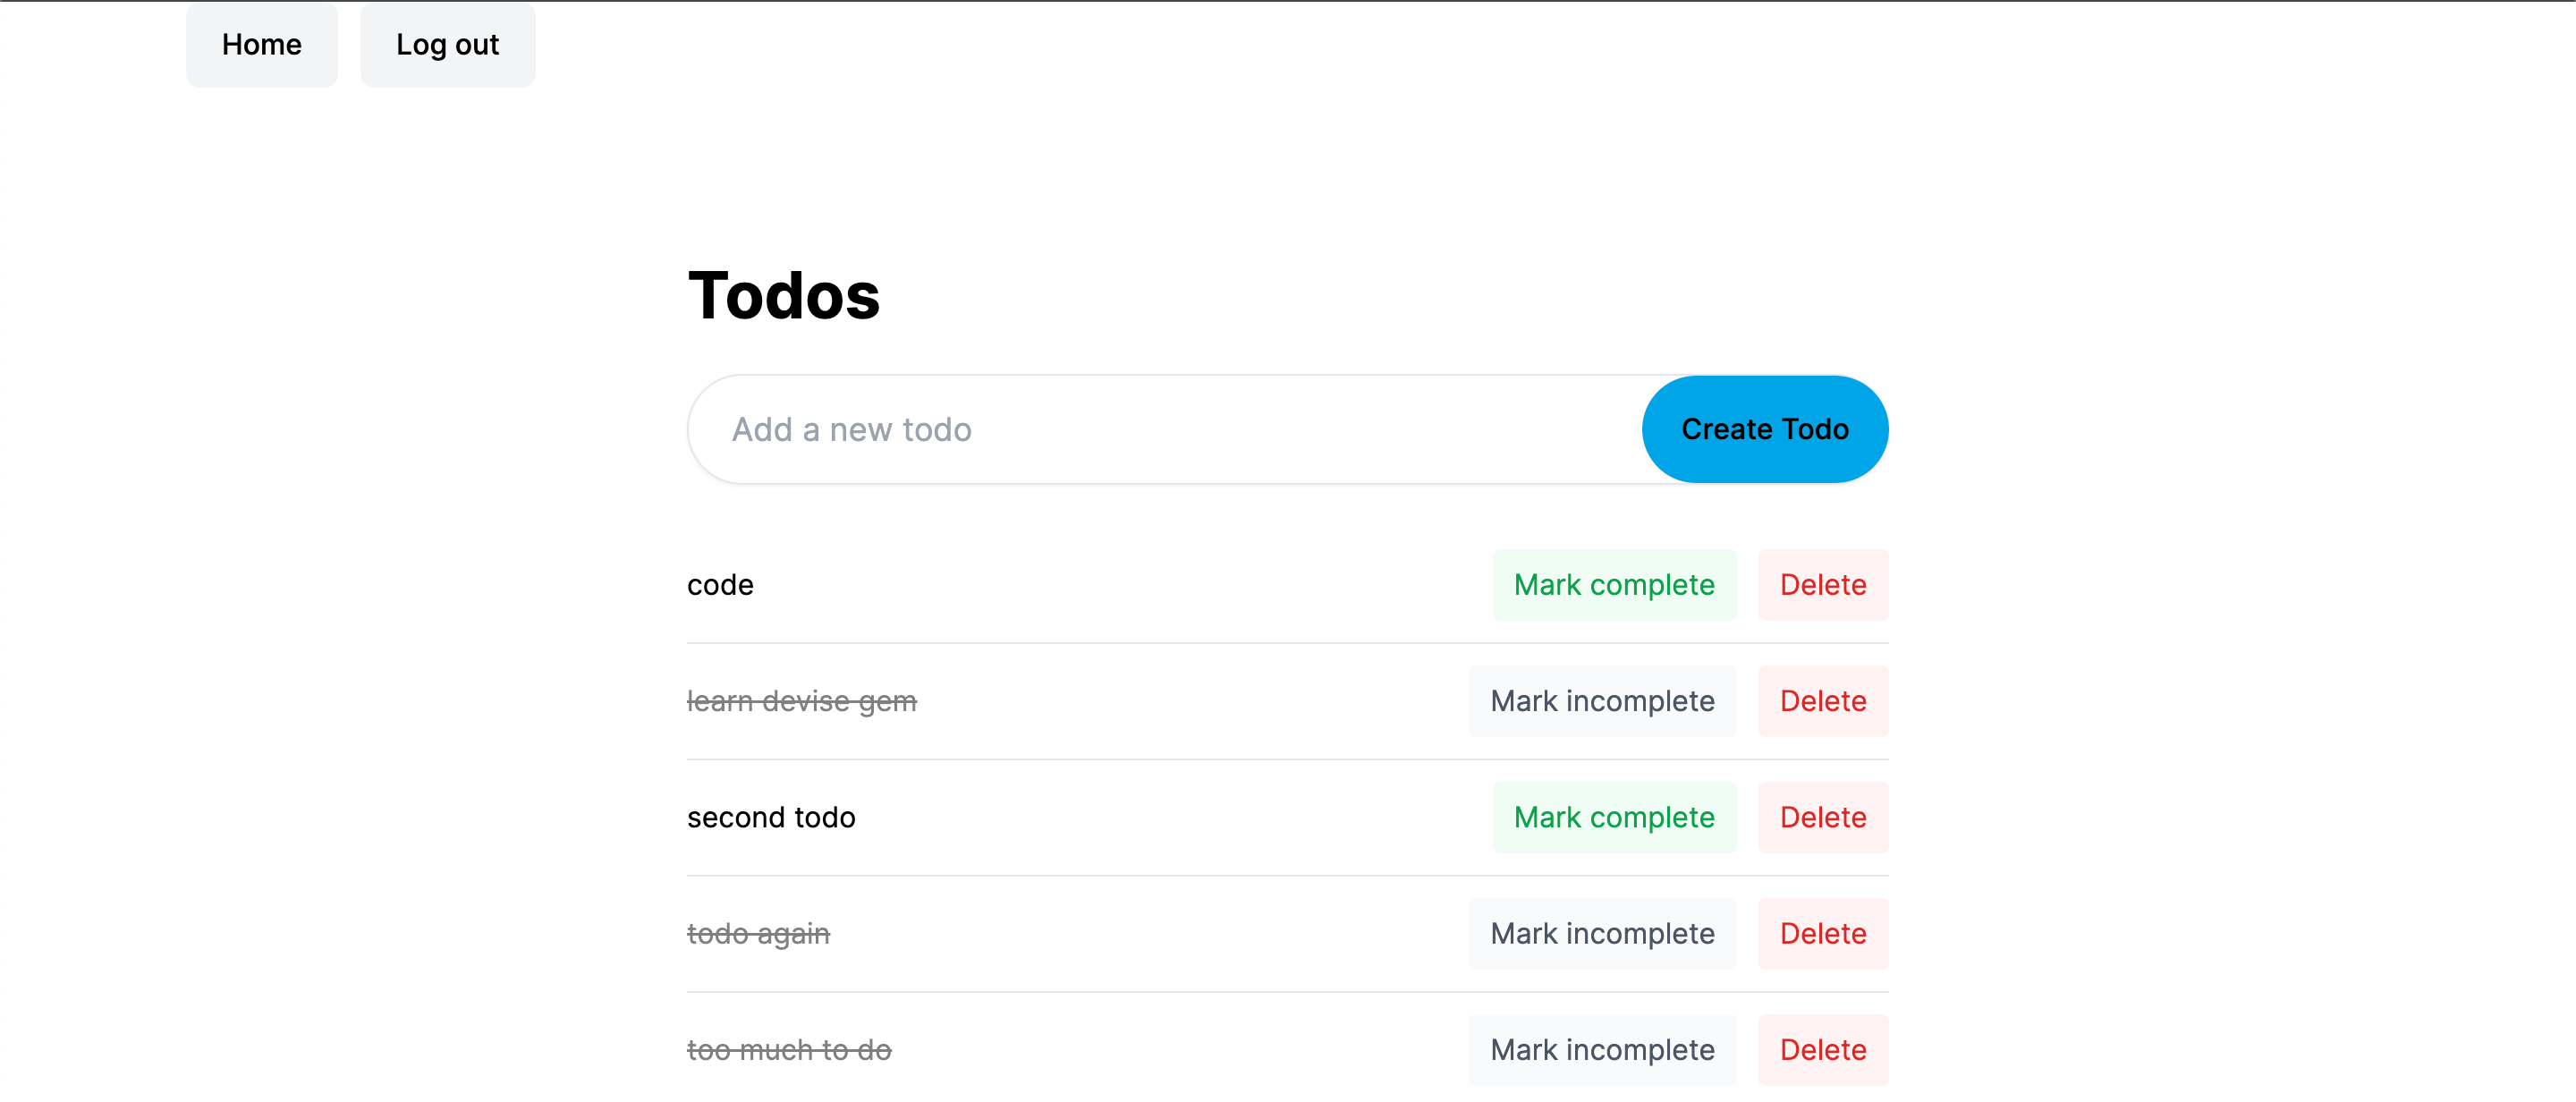 Home Log out
Todos
Add a new todo Create Todo
code Mark complete Delete
learn devise gem Mark incomplete Delete
second todo Mark complete Delete
todo again Mark incomplete Delete
too much to do Mark incomplete Delete